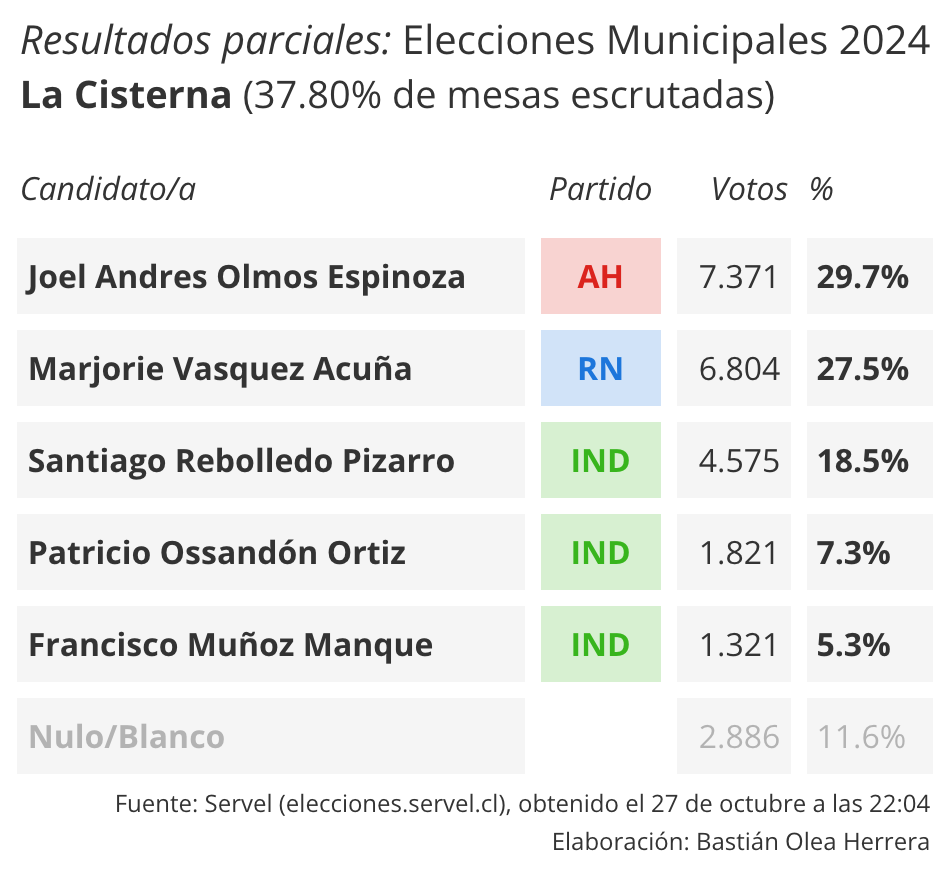 Resultados parciales: Elecciones Municipales 2024
La Cisterna (37.80% de mesas escrutadas)
Candidato/a Partido Votos %
Joel Andres Olmos Espinoza AH 7.371 29.7%
Marjorie Vasquez Acuña RN 6.804 27.5%
Santiago Rebolledo Pizarro IND 4.575 18.5%
Patricio Ossandón Ortiz IND 1.821 7.3%
Francisco Muñoz Manque IND 1.321 5.3%
Nulo/Blanco 2.886 11.6%
Fuente: Servel (elecciones.servel.cl), obtenido el 27 de octubre a las 22:04
Elaboración: Bastián Olea Herrera